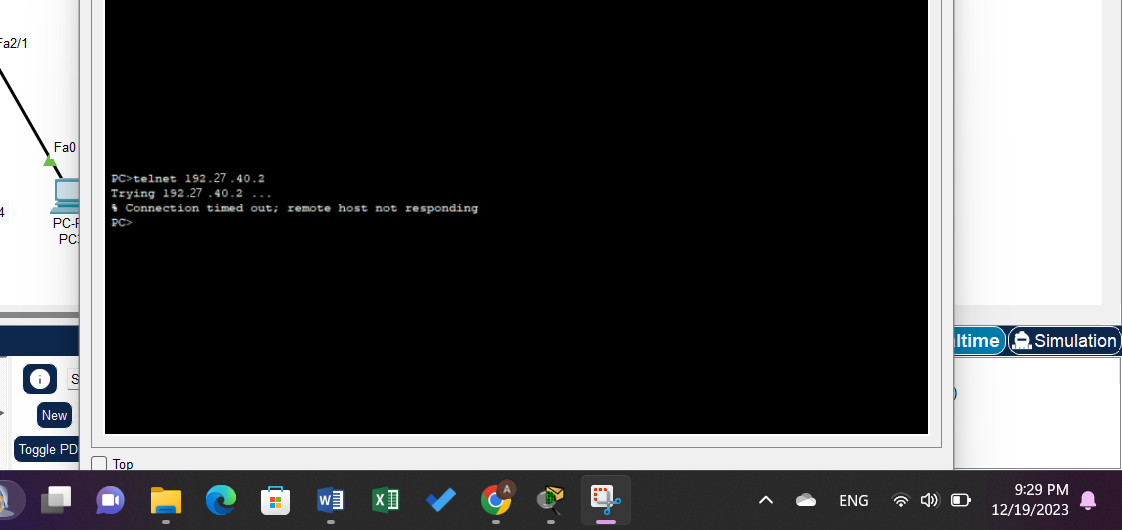 Fa2/1
Fa0
PC>telnet 192.27.40.2
Trying 192.27 .40.2 ...
% Connection timed out; remote host not responding
PC>
4
ltime
Simulation
S
New
)
Toggle PD
Top
A
ENG
9:29 PM
12/19/2023